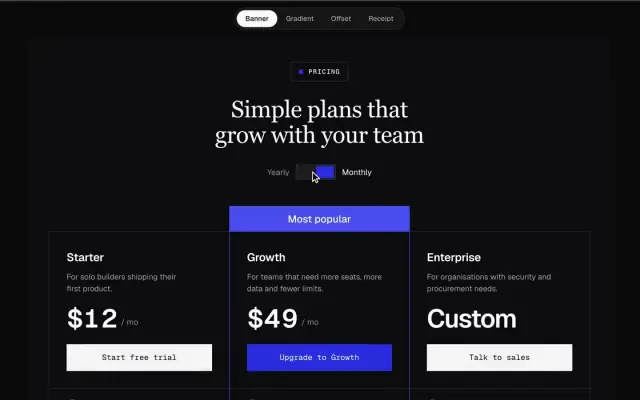 Banner Gradient Offset Receipt
PRICING
Simple plans that
grow with your team
Yearly Monthly
Most popular
Starter
For solo builders shipping their
first product.
$12 / mo
Start free trial
Growth
For teams that need more seats, more
data and fewer limits.
$49 / mo
Upgrade to Growth
Enterprise
For organisations with security and
procurement needs.
Custom
Talk to sales